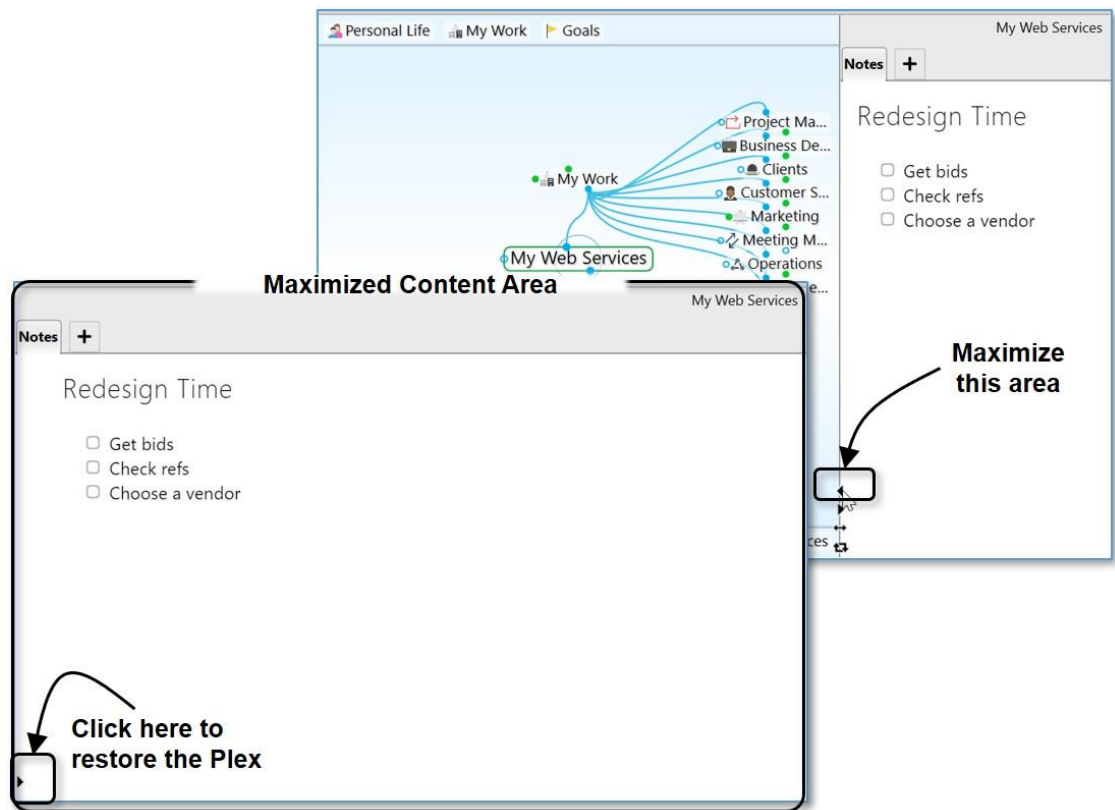 Personal Life My Work Goals
My Web Services
Notes +
Redesign Time
Get bids
Check refs
Choose a vendor
Project Ma...
Business De...
Clients
Customer S...
Marketing
Meeting M...
Operations
e...
My Work
My Web Services
ces
Maximize
this area
Maximized Content Area
My Web Services
Notes +
Redesign Time
Get bids
Check refs
Choose a vendor
Click here to
restore the Plex